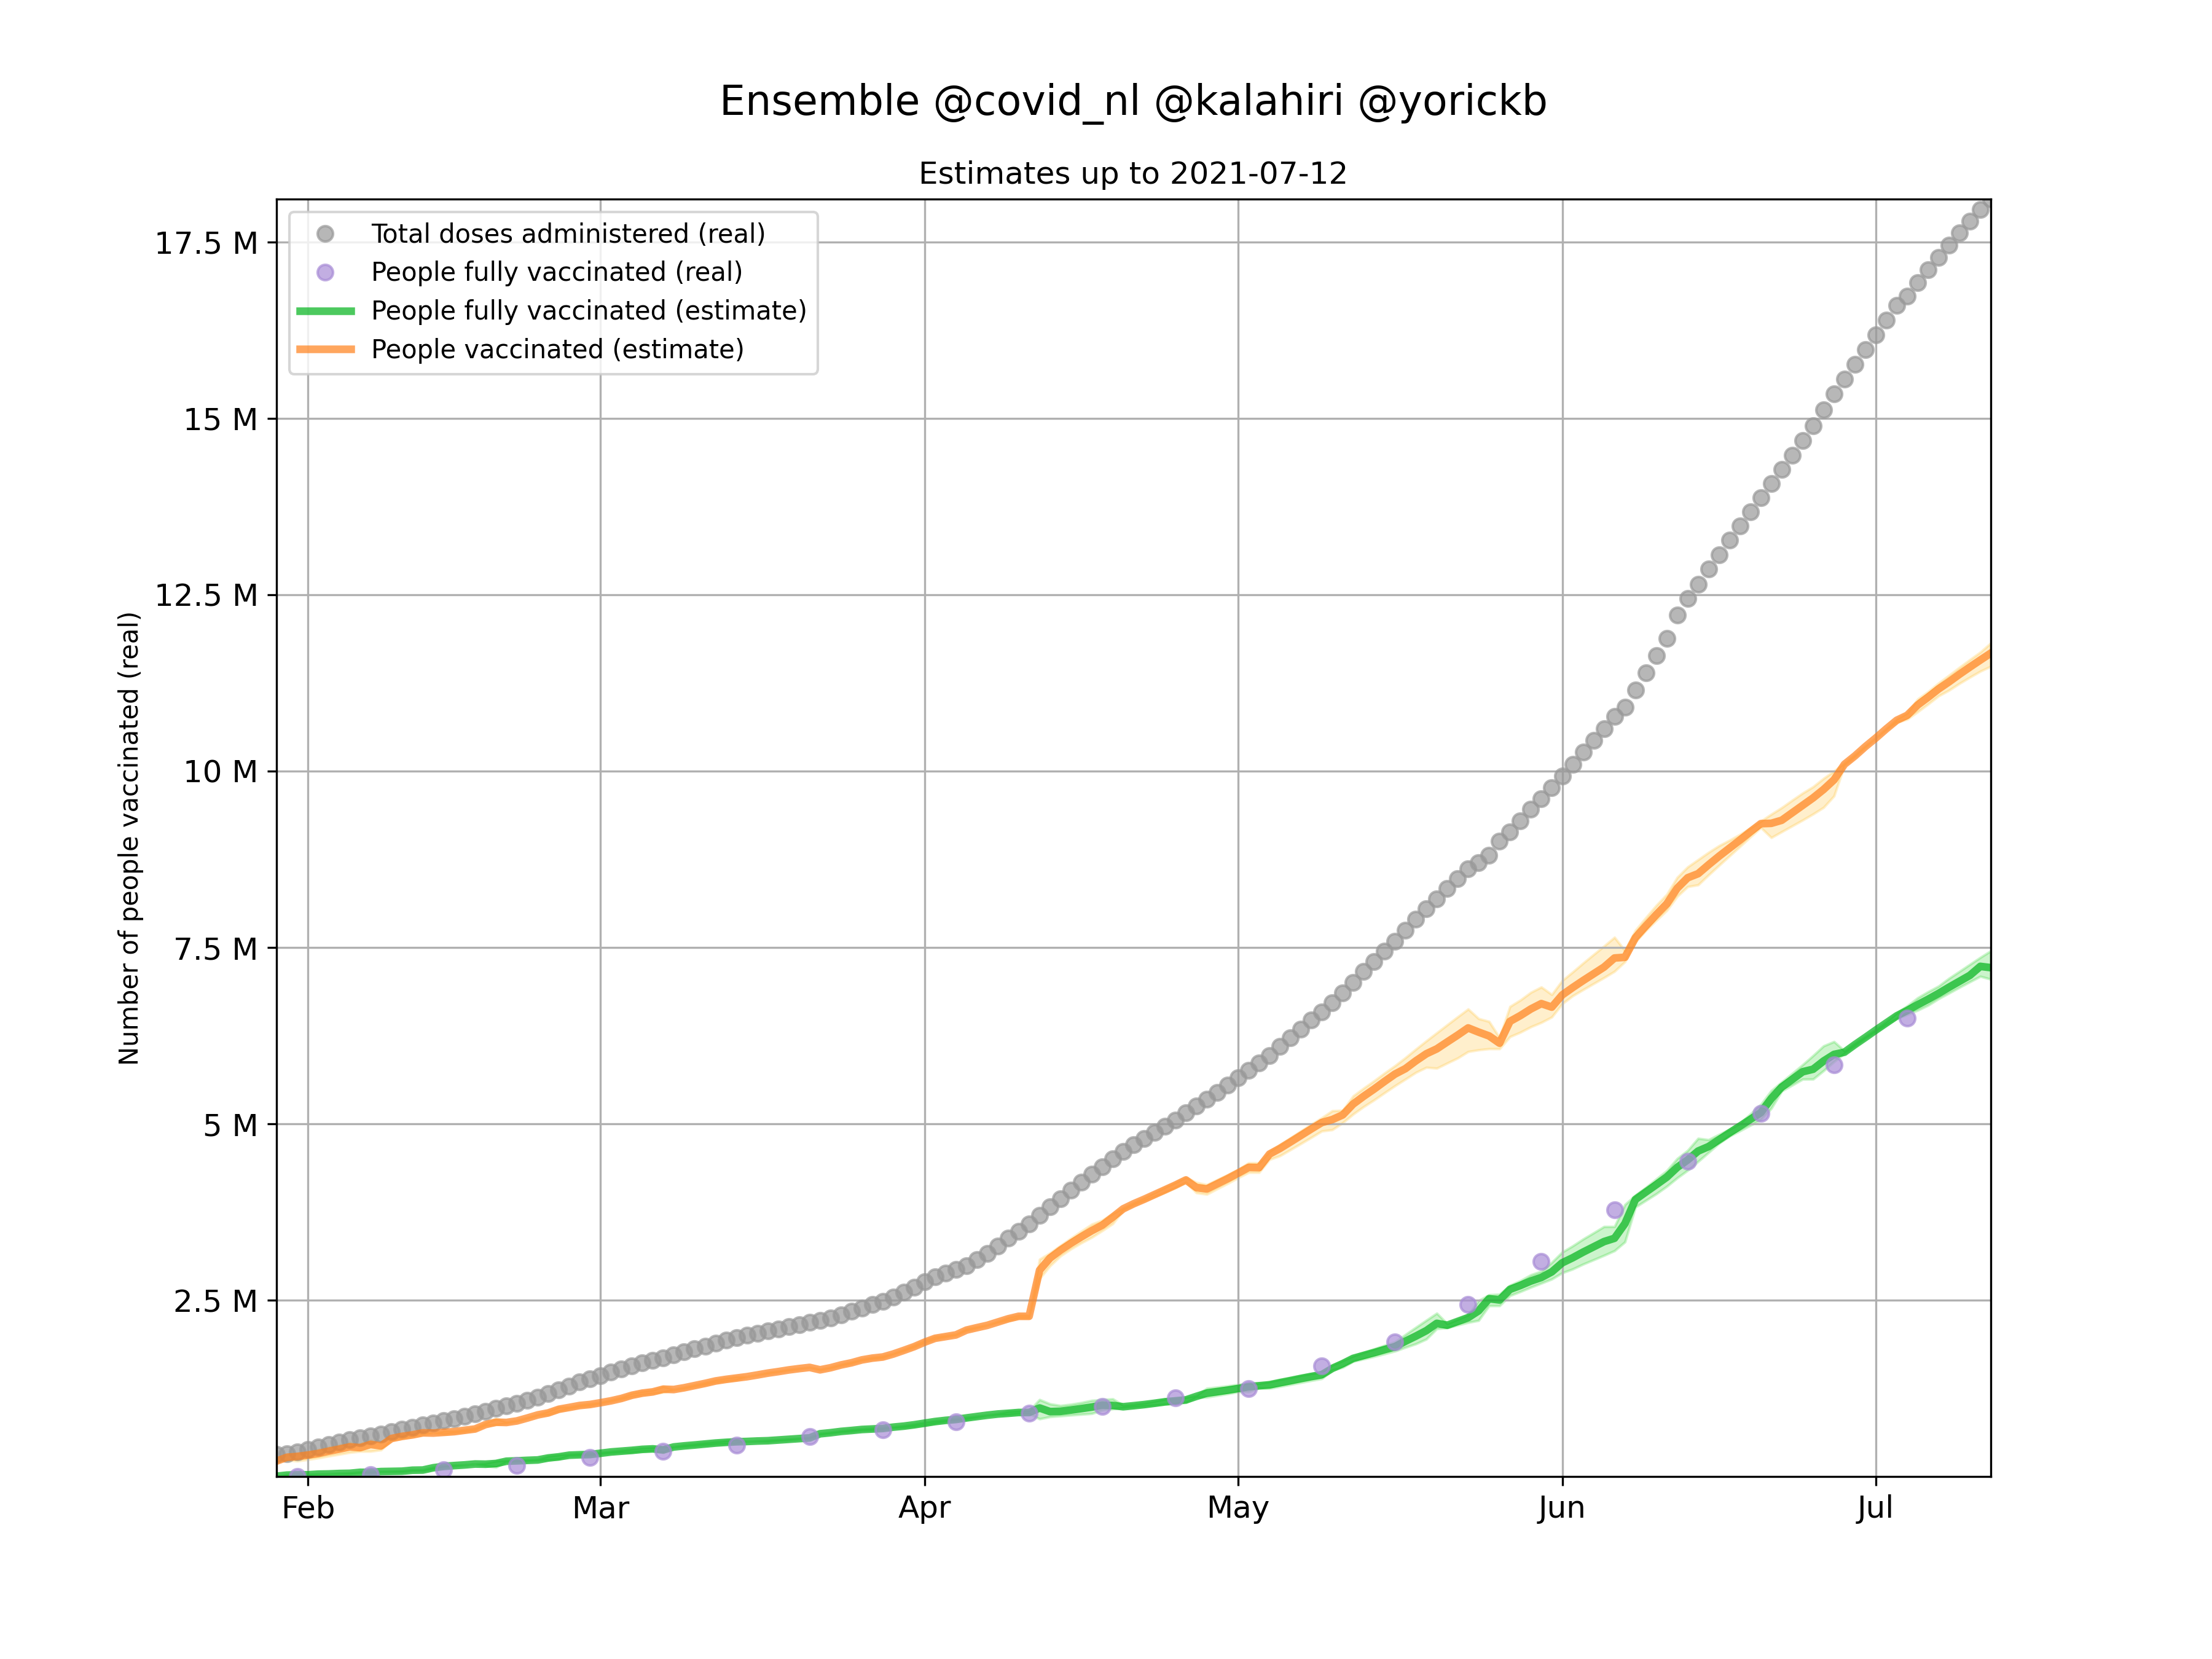 Ensemble @covid_nl @kalahiri @yorickb
Estimates up to 2021-07-12
Total doses administered (real)
People fully vaccinated (real)
People fully vaccinated (estimate)
People vaccinated (estimate)
Number of people vaccinated (real)
17.5 M
15 M
12.5 M
10 M
7.5 M
5 M
2.5 M
Feb Mar Apr May Jun Jul